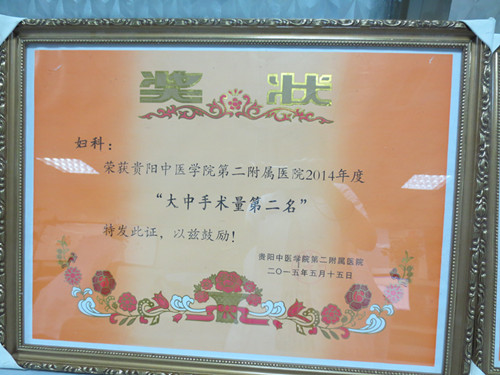 奖状
妇科：
荣获贵阳中医学院第二附属医院2014年度
“大中手术量第二名”
特发此证，以兹鼓励！
贵阳中医学院第二附属医院
二〇一五年五月十五日